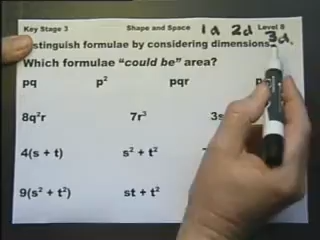 Key Stage 3 Shape and Space Level 8
1d 2d 3d
istinguish formulae by considering dimensions.
Which formulae "could be" area?
pq p² pqr
8q²r 7r³ 3s
4(s + t) s² + t²
9(s² + t²) st + t²